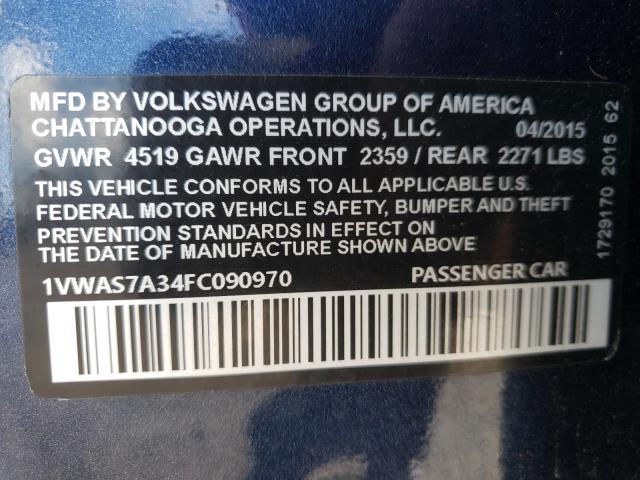 MFD BY VOLKSWAGEN GROUP OF AMERICA
CHATTANOOGA OPERATIONS, LLC. 04/2015
GVWR 4519 GAWR FRONT 2359 / REAR 2271 LBS
THIS VEHICLE CONFORMS TO ALL APPLICABLE U.S.
FEDERAL MOTOR VEHICLE SAFETY, BUMPER AND THEFT
PREVENTION STANDARDS IN EFFECT ON
THE DATE OF MANUFACTURE SHOWN ABOVE
1VWAS7A34FC090970 PASSENGER CAR
1729170 2015 62